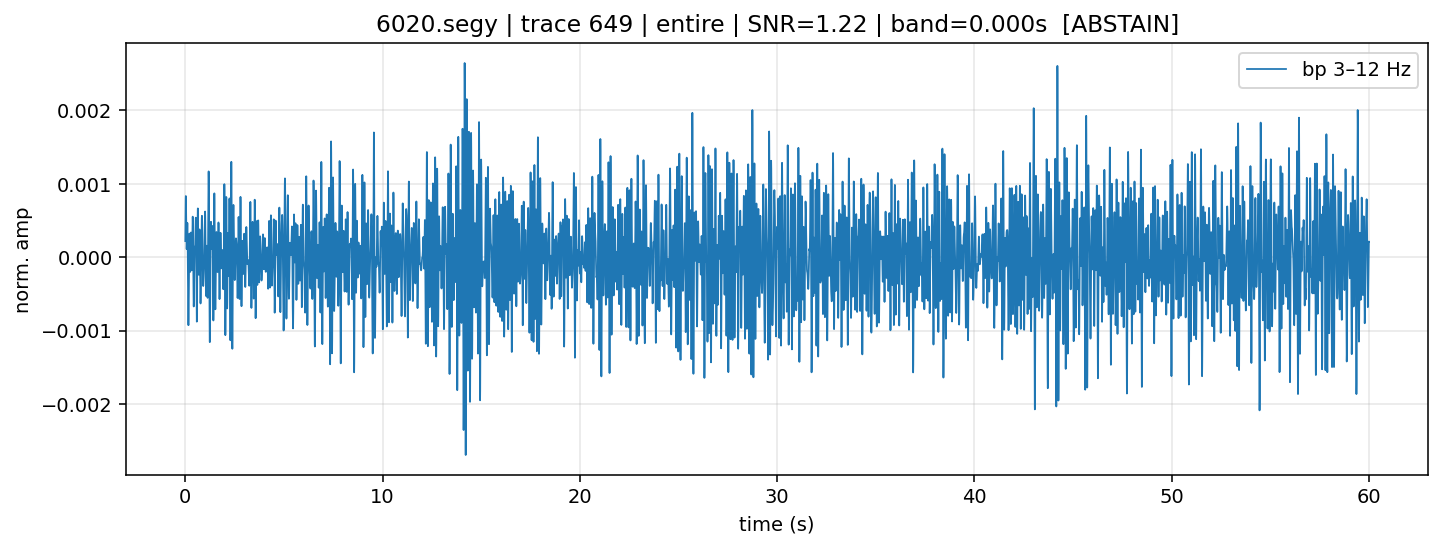 6020.segy | trace 649 | entire | SNR=1.22 | band=0.000s  [ABSTAIN]
bp 3–12 Hz
norm. amp
0.002
0.001
0.000
−0.001
−0.002
0 10 20 30 40 50 60
time (s)